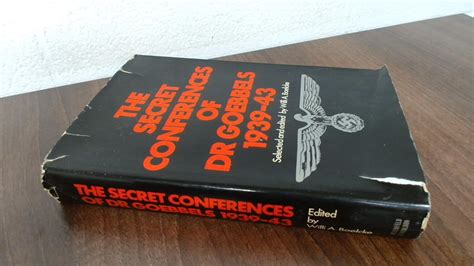 THE
SECRET
CONFERENCES
OF
DR GOEBBELS
1939-43
Selected and edited by Willi A. Boelcke
THE SECRET CONFERENCES
OF DR GOEBBELS 1939-43
Edited
by
Willi A. Boelcke